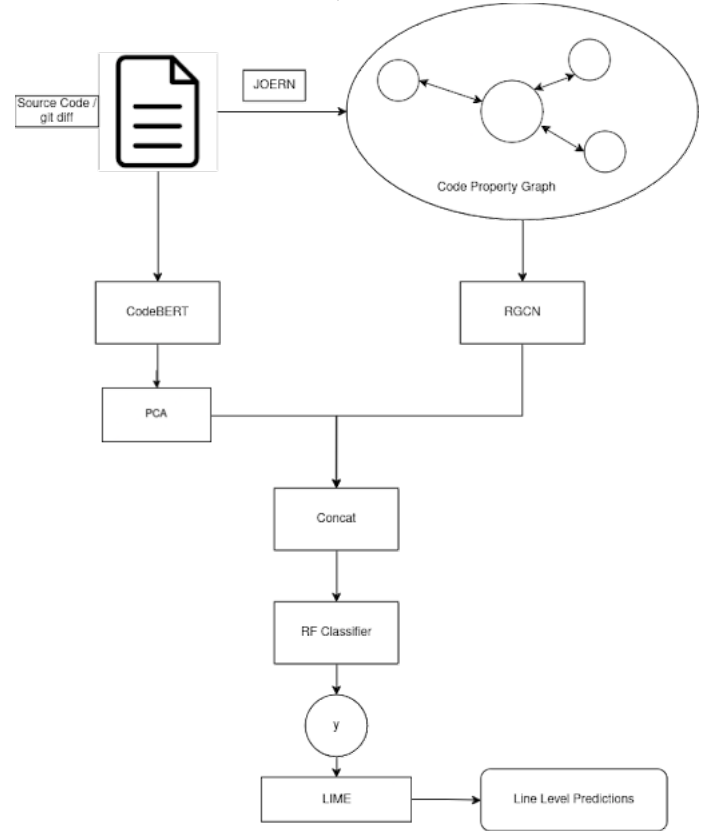 JOERN
Source Code /
git diff
Code Property Graph
CodeBERT
RGCN
PCA
Concat
RF Classifier
y
LIME
Line Level Predictions